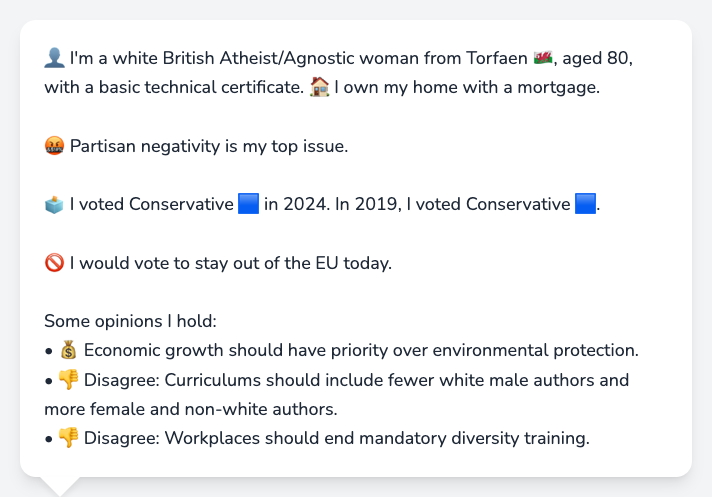 👤 I'm a white British Atheist/Agnostic woman from Torfaen 🏴󠁧󠁢󠁷󠁬󠁳󠁿, aged 80,
with a basic technical certificate. 🏠 I own my home with a mortgage.
🤬 Partisan negativity is my top issue.
🗳️ I voted Conservative 🟦 in 2024. In 2019, I voted Conservative 🟦.
🚫 I would vote to stay out of the EU today.
Some opinions I hold:
• 💰 Economic growth should have priority over environmental protection.
• 👎 Disagree: Curriculums should include fewer white male authors and
more female and non-white authors.
• 👎 Disagree: Workplaces should end mandatory diversity training.